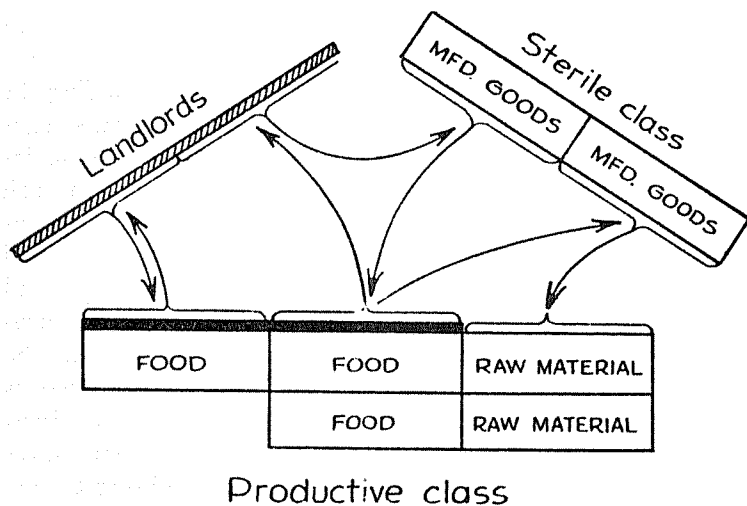 Landlords
Sterile class
MFD. GOODS
MFD. GOODS
FOOD
FOOD
RAW MATERIAL
FOOD
RAW MATERIAL
Productive class